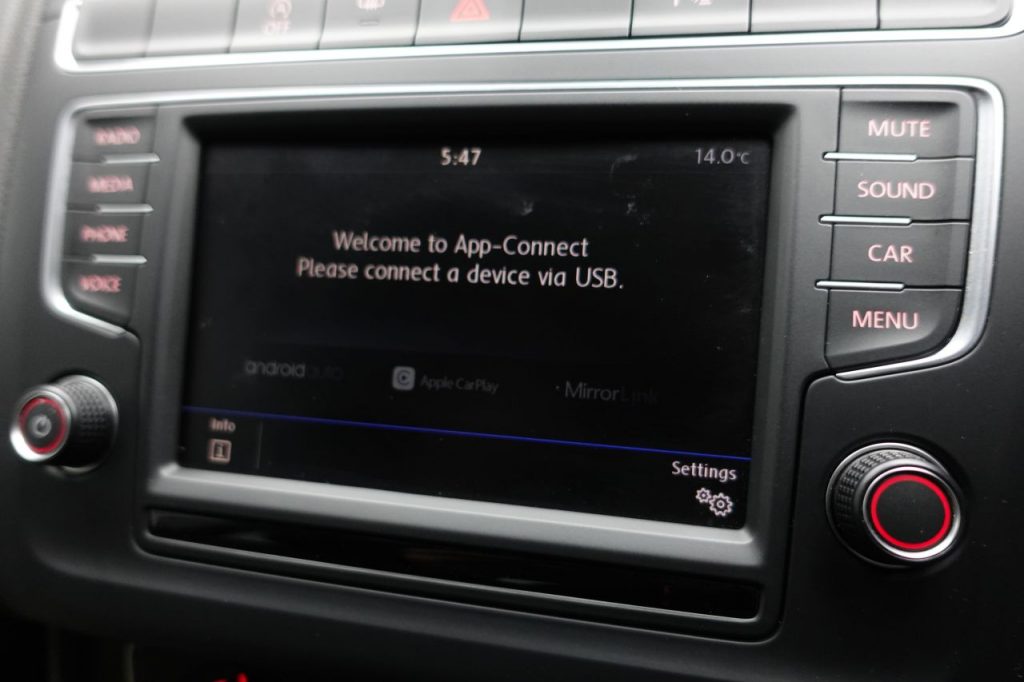 OFF
RADIO
MEDIA
PHONE
VOICE
MUTE
SOUND
CAR
MENU
5:47
14.0°C
Welcome to App-Connect
Please connect a device via USB.
androidauto
Apple CarPlay
MirrorLink
Info
Settings